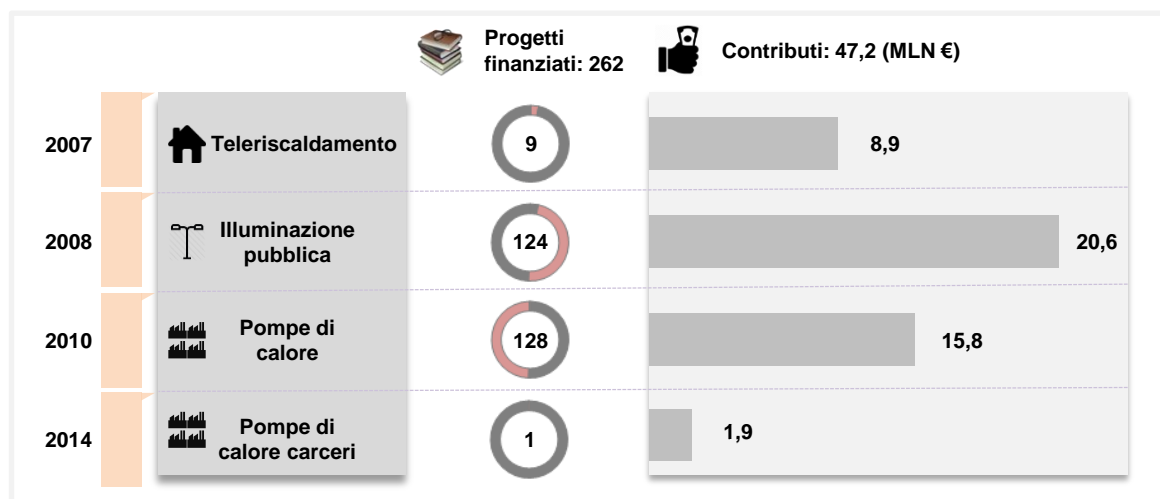 Progetti
finanziati: 262
Contributi: 47,2 (MLN €)
2007
Teleriscaldamento
9
8,9
2008
Illuminazione
pubblica
124
20,6
2010
Pompe di
calore
128
15,8
2014
Pompe di
calore carceri
1
1,9